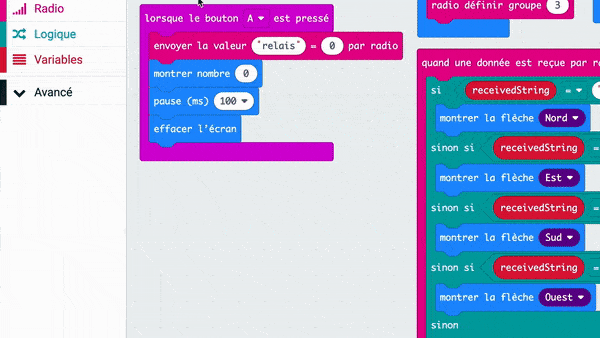 Radio
Logique
Variables
Avancé
lorsque le bouton A est pressé
envoyer la valeur "relais" = 0 par radio
montrer nombre 0
pause (ms) 100
effacer l'écran
radio définir groupe 3
quand une donnée est reçue par
si receivedString =
montrer la flèche Nord
sinon si receivedString =
montrer la flèche Est
sinon si receivedString =
montrer la flèche Sud
sinon si receivedString =
montrer la flèche Ouest
sinon